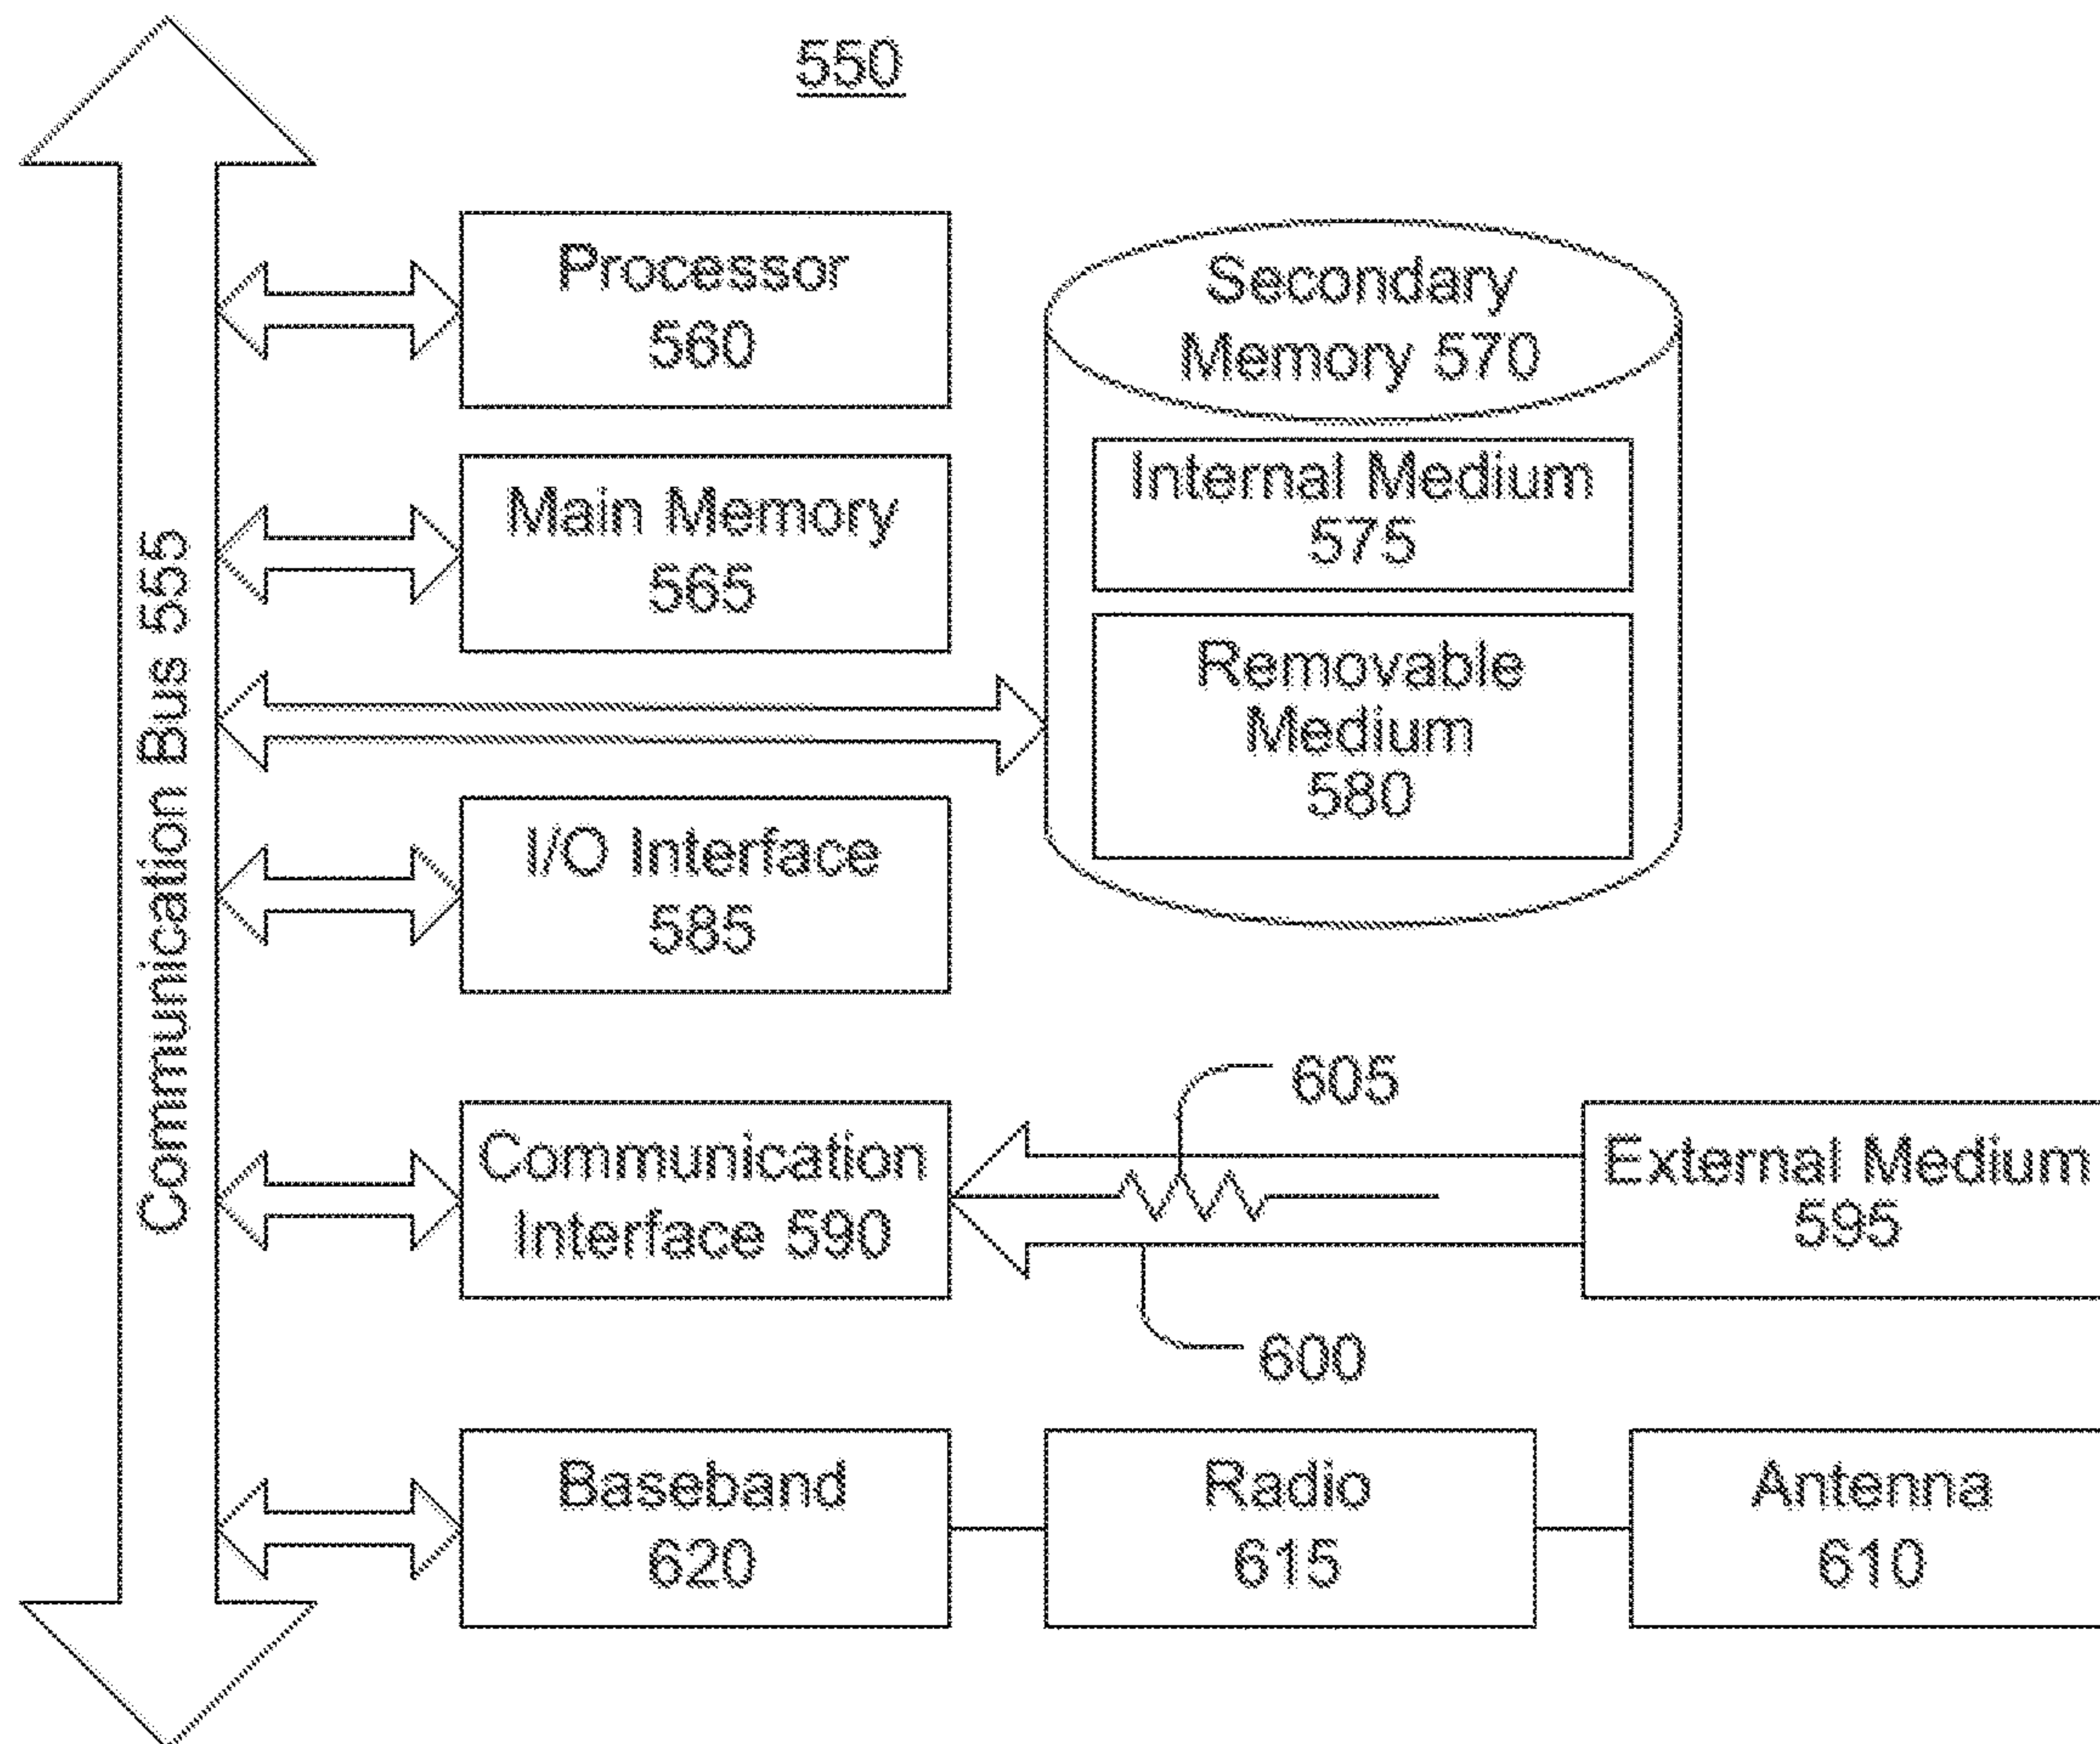 550
Communication Bus 555
Processor
560
Secondary
Memory 570
Main Memory
565
Internal Medium
575
Removable
Medium
580
I/O Interface
585
605
Communication
Interface 590
External Medium
595
600
Baseband
620
Radio
615
Antenna
610